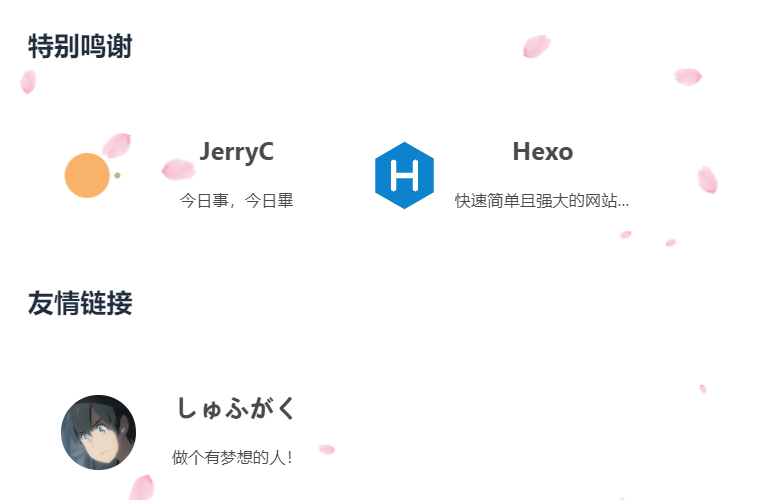 特别鸣谢
JerryC
今日事，今日畢
Hexo
快速简单且强大的网站...
友情链接
しゅふがく
做个有梦想的人！